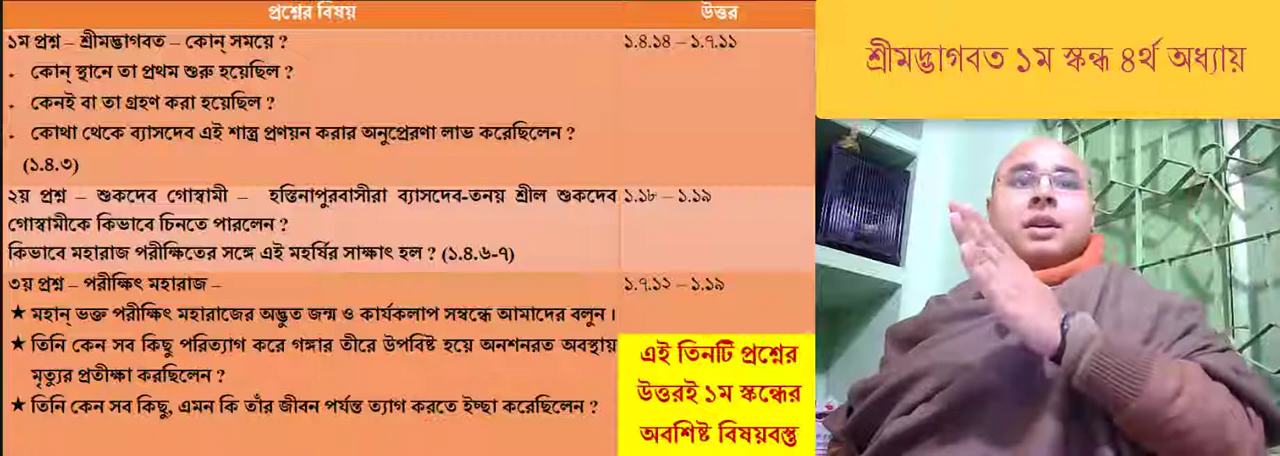 প্রশ্নের বিষয় উত্তর
১ম প্রশ্ন – শ্রীমদ্ভাগবত – কোন্ সময়ে ? ১.৪.১৪ – ১.৭.১১
. কোন্ স্থানে তা প্রথম শুরু হয়েছিল ?
. কেনই বা তা গ্রহণ করা হয়েছিল ?
. কোথা থেকে ব্যাসদেব এই শাস্ত্র প্রণয়ন করার অনুপ্রেরণা লাভ করেছিলেন ?
(১.৪.৩)
২য় প্রশ্ন – শুকদেব গোস্বামী – হস্তিনাপুরবাসীরা ব্যাসদেব-তনয় শ্রীল শুকদেব ১.১৮ – ১.১৯
গোস্বামীকে কিভাবে চিনতে পারলেন ?
কিভাবে মহারাজ পরীক্ষিতের সঙ্গে এই মহর্ষির সাক্ষাৎ হল ? (১.৪.৬-৭)
৩য় প্রশ্ন – পরীক্ষিৎ মহারাজ – ১.৭.১২ – ১.১৯
★ মহান্ ভক্ত পরীক্ষিৎ মহারাজের অদ্ভুত জন্ম ও কার্যকলাপ সম্বন্ধে আমাদের বলুন।
★ তিনি কেন সব কিছু পরিত্যাগ করে গঙ্গার তীরে উপবিষ্ট হয়ে অনশনরত অবস্থায়
মৃত্যুর প্রতীক্ষা করছিলেন ?
★ তিনি কেন সব কিছু, এমন কি তাঁর জীবন পর্যন্ত ত্যাগ করতে ইচ্ছা করেছিলেন ?
এই তিনটি প্রশ্নের
উত্তরই ১ম স্কন্ধের
অবশিষ্ট বিষয়বস্তু
শ্রীমদ্ভাগবত ১ম স্কন্ধ ৪র্থ অধ্যায়